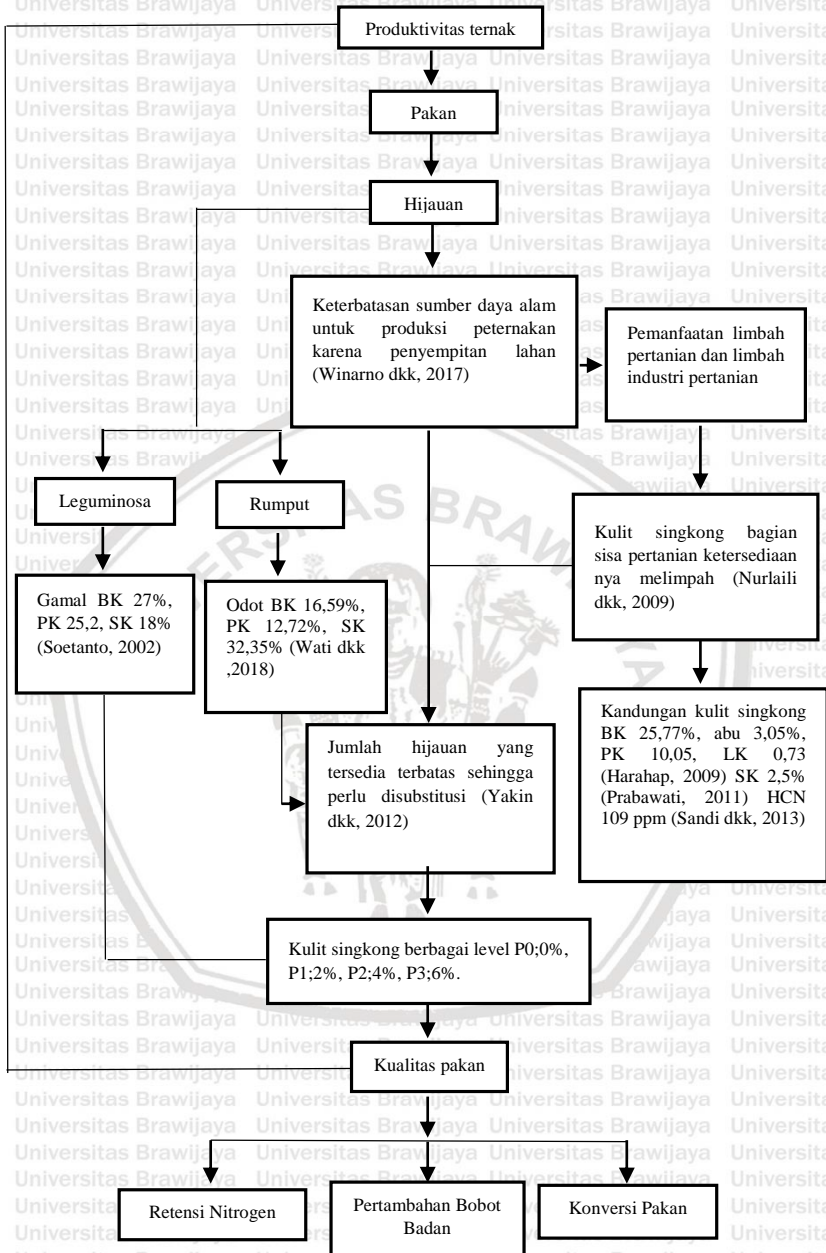 Produktivitas ternak
Pakan
Hijauan
Keterbatasan sumber daya alam
untuk produksi peternakan
karena penyempitan lahan
(Winarno dkk, 2017)
Pemanfaatan limbah
pertanian dan limbah
industri pertanian
Leguminosa
Rumput
Kulit singkong bagian
sisa pertanian ketersediaan
nya melimpah (Nurlaili
dkk, 2009)
Gamal BK 27%,
PK 25,2, SK 18%
(Soetanto, 2002)
Odot BK 16,59%,
PK 12,72%, SK
32,35% (Wati dkk
,2018)
Kandungan kulit singkong
BK 25,77%, abu 3,05%,
PK 10,05, LK 0,73
(Harahap, 2009) SK 2,5%
(Prabawati, 2011) HCN
109 ppm (Sandi dkk, 2013)
Jumlah hijauan yang
tersedia terbatas sehingga
perlu disubstitusi (Yakin
dkk, 2012)
Kulit singkong berbagai level P0;0%,
P1;2%, P2;4%, P3;6%.
Kualitas pakan
Retensi Nitrogen
Pertambahan Bobot
Badan
Konversi Pakan